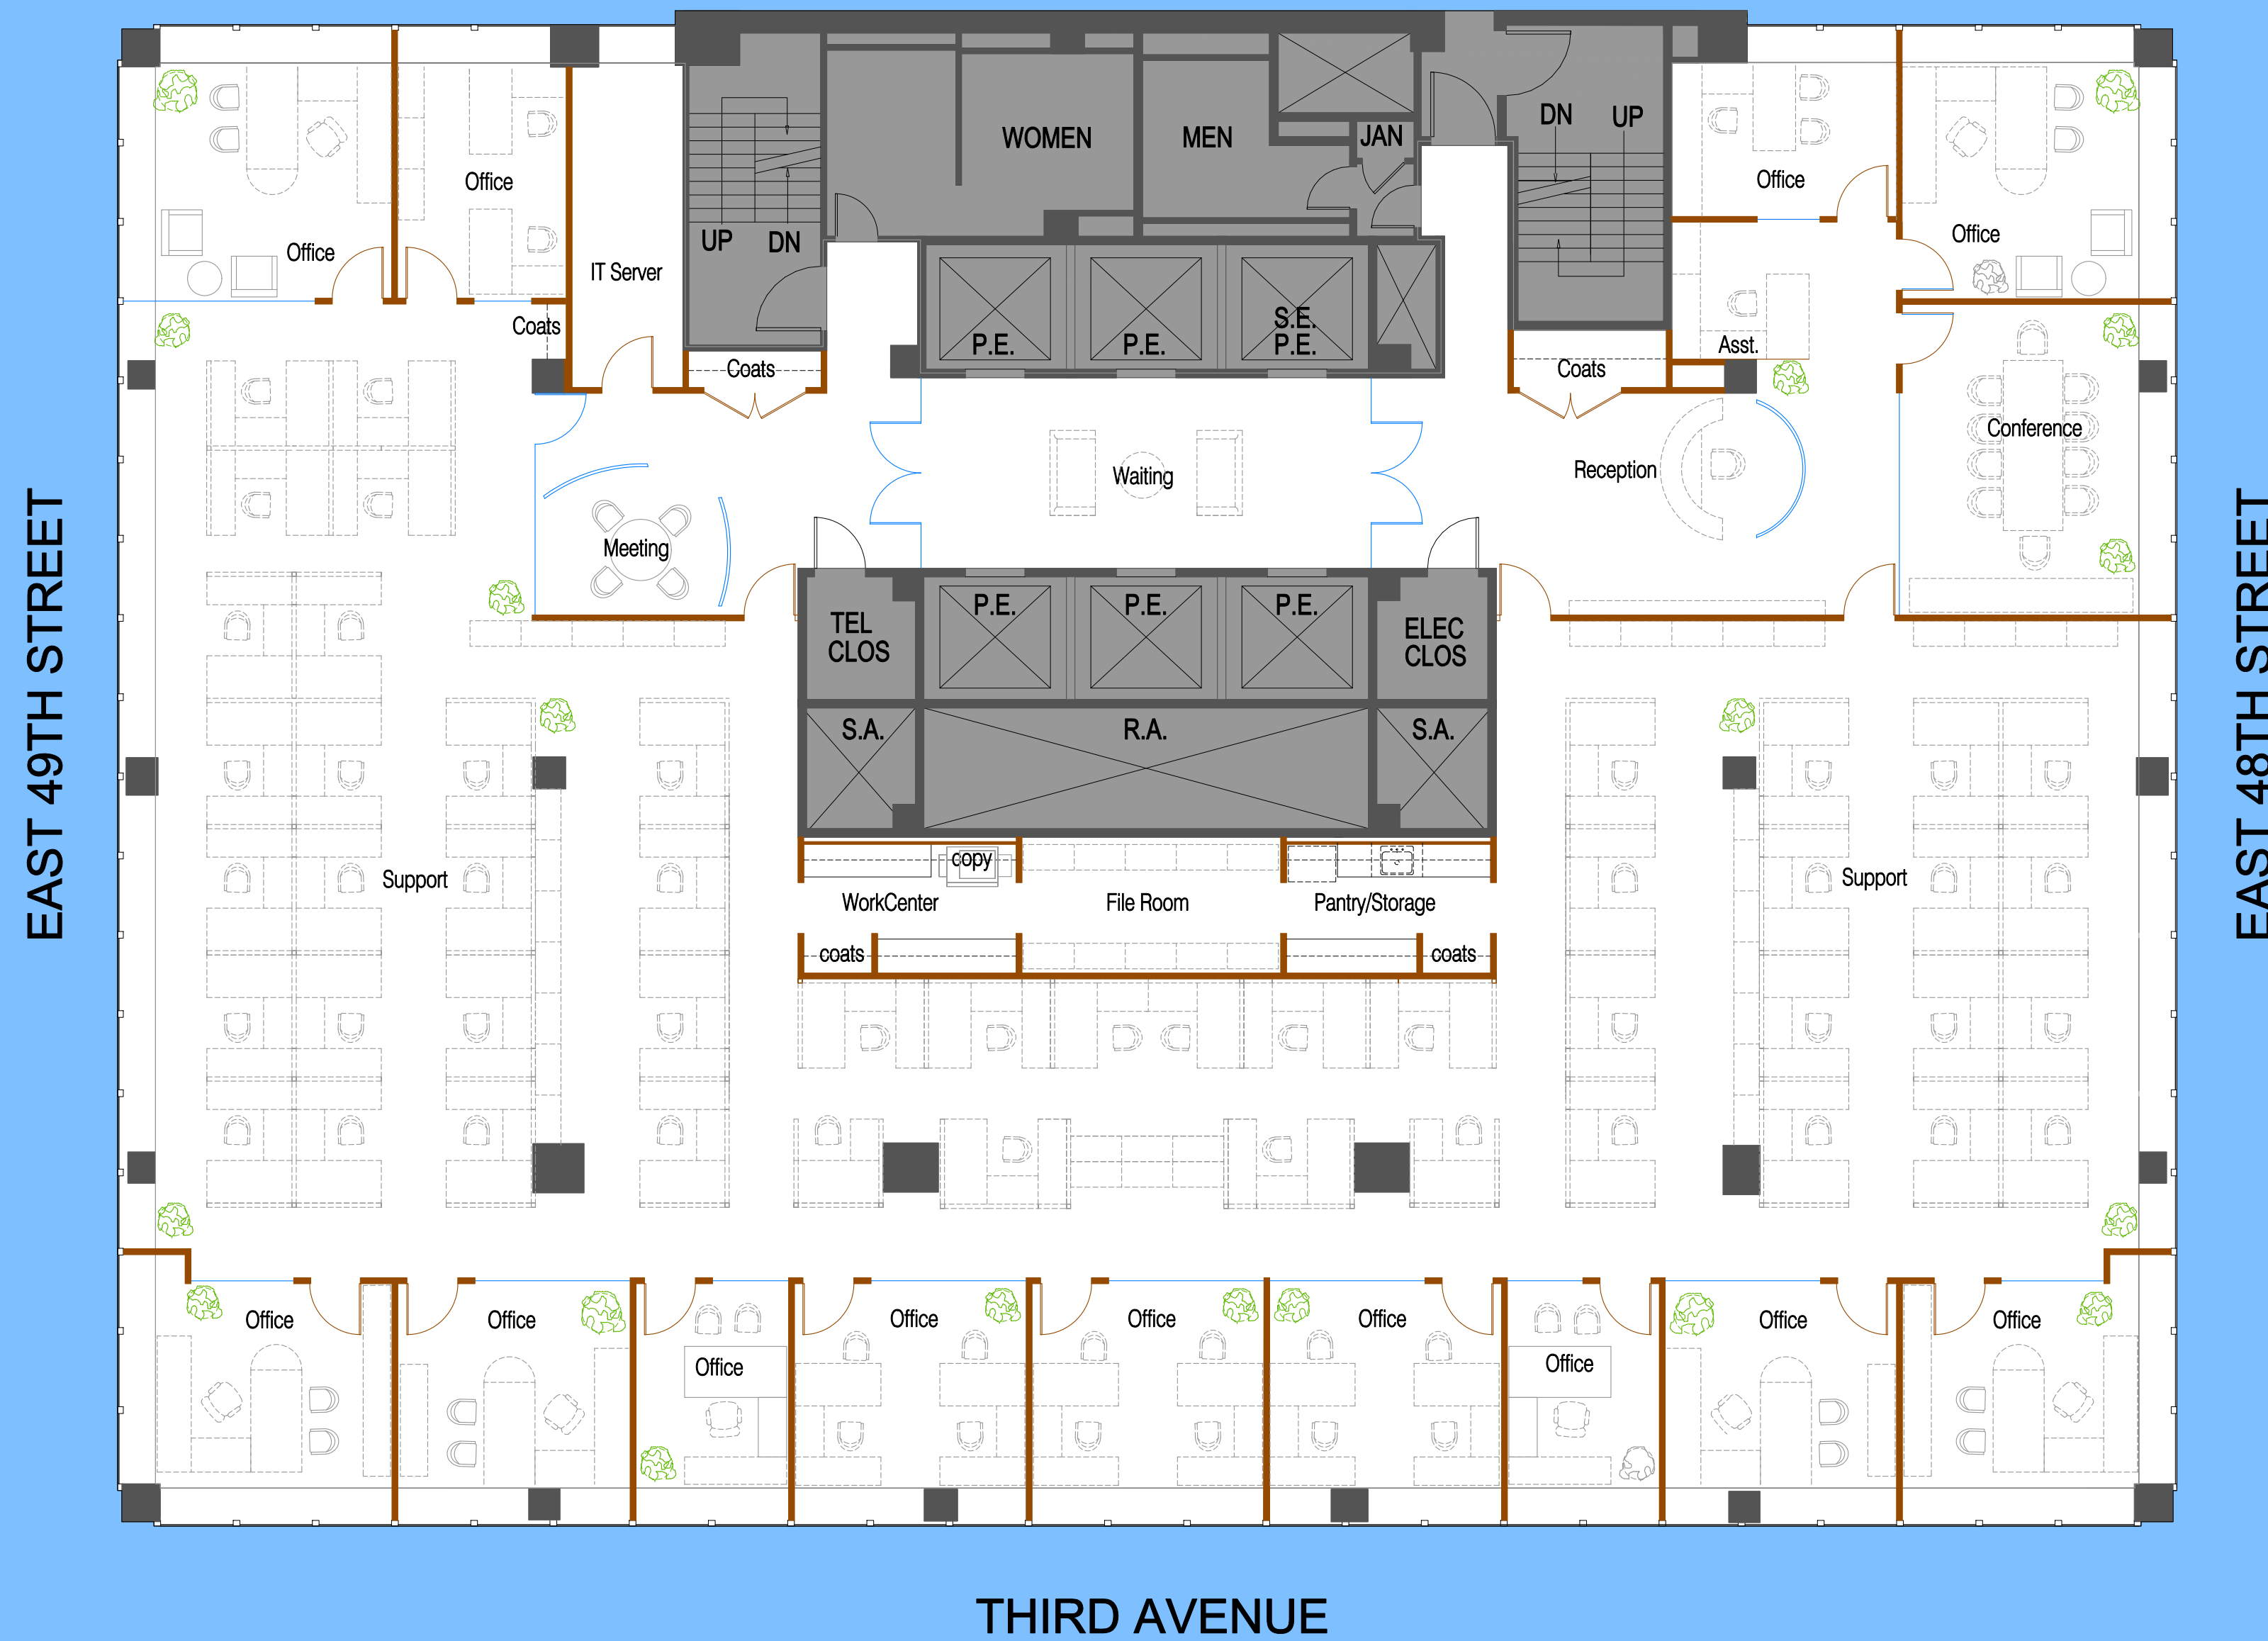 WOMEN
MEN
JAN
DN
UP
Office
Office
Office
Office
UP
DN
IT Server
Coats
S.E.
P.E.
P.E.
P.E.
Asst.
Coats
Coats
Conference
Reception
Waiting
Meeting
EAST 49TH STREET
EAST 48TH STREET
P.E.
P.E.
P.E.
TEL
CLOS
ELEC
CLOS
S.A.
R.A.
S.A.
copy
Support
Support
WorkCenter
File Room
Pantry/Storage
coats
coats
Office
Office
Office
Office
Office
Office
Office
Office
Office
THIRD AVENUE